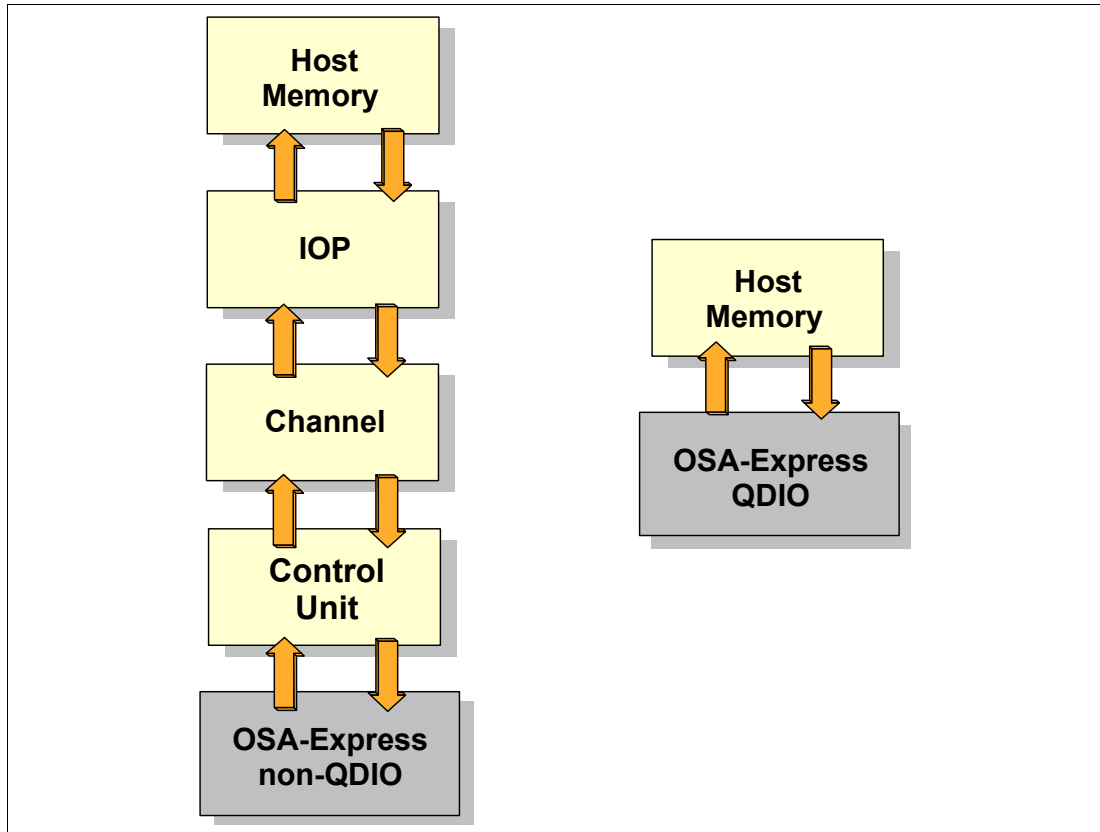 Host
Memory
IOP
Channel
Control
Unit
OSA-Express
non-QDIO
Host
Memory
OSA-Express
QDIO